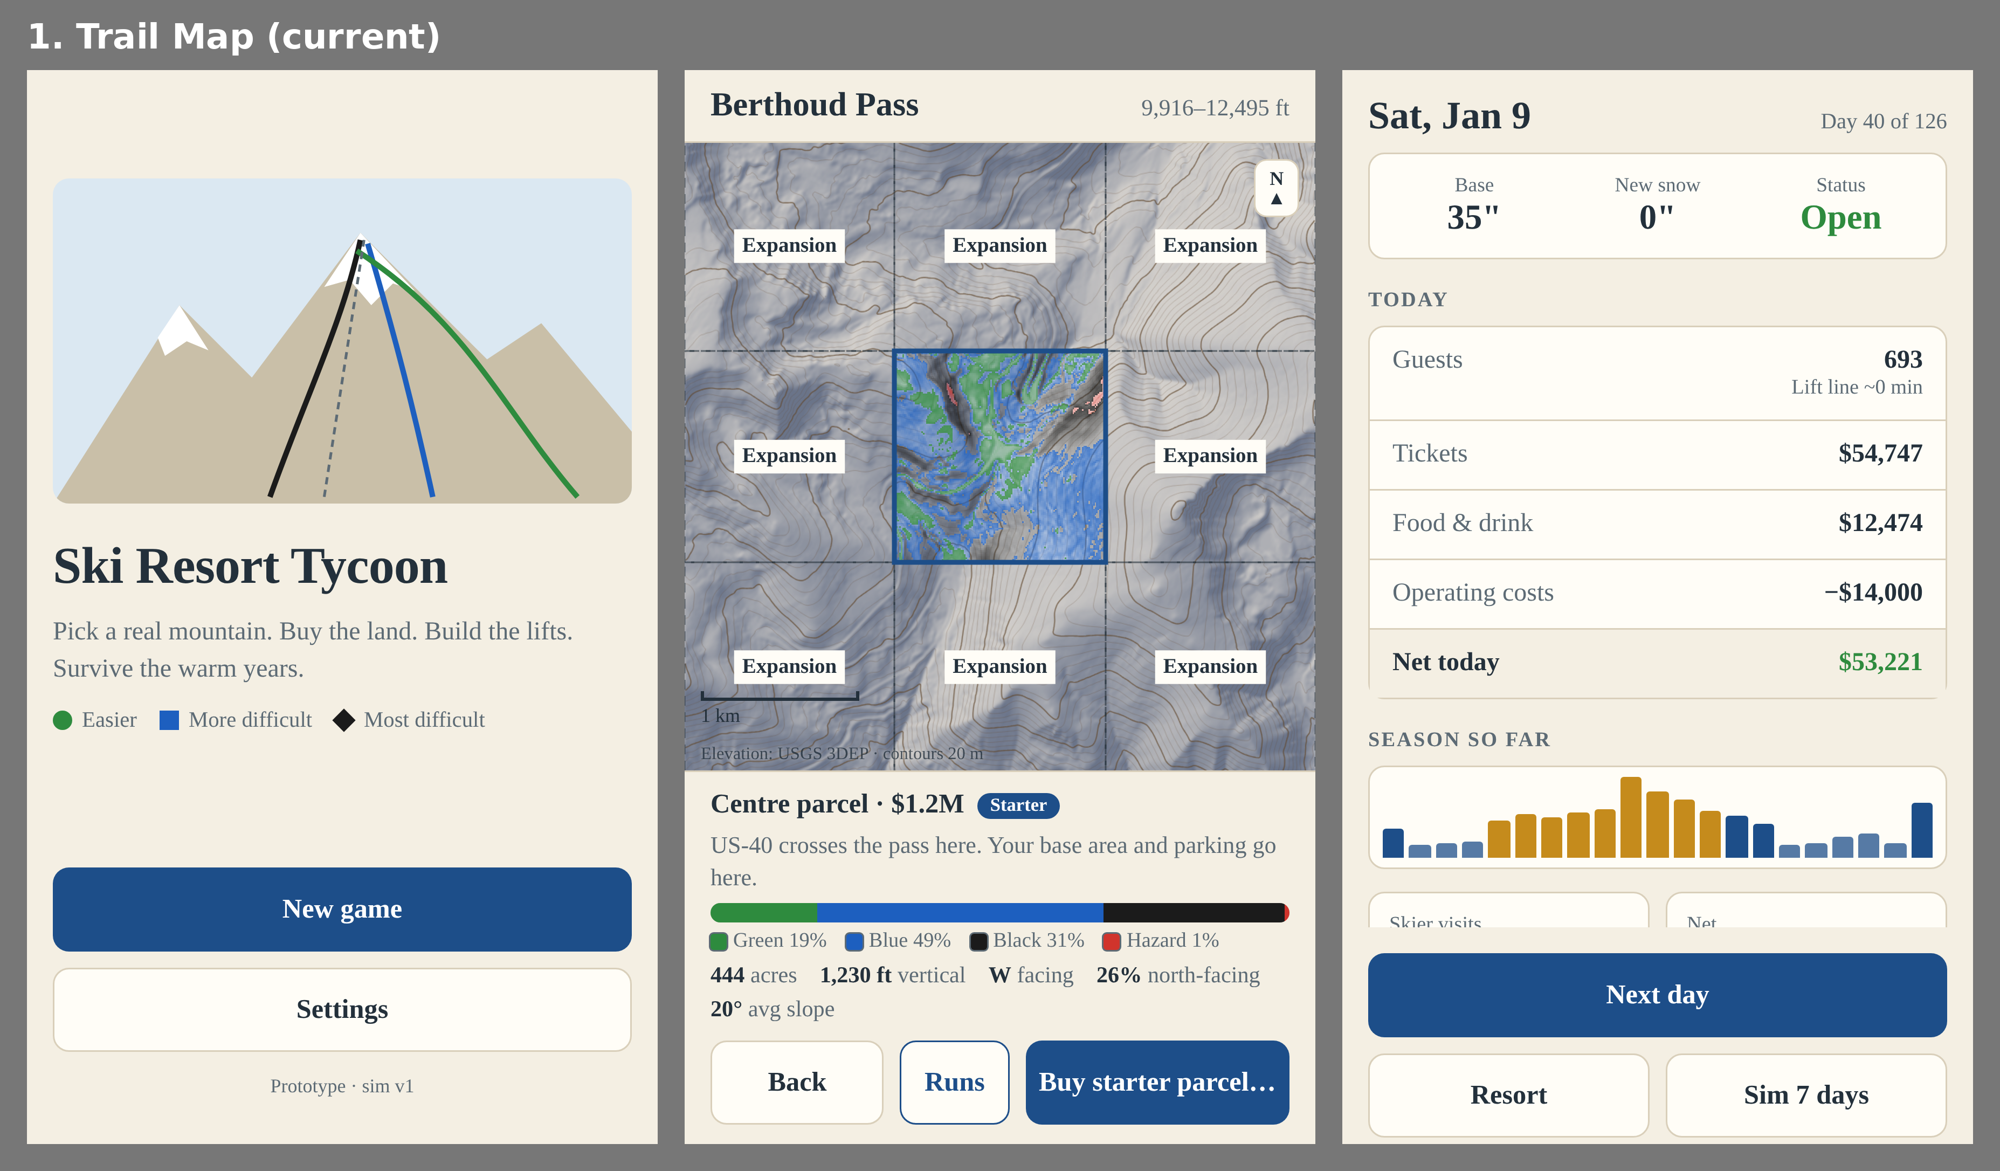 1. Trail Map (current)
Ski Resort Tycoon
Pick a real mountain. Buy the land. Build the lifts.
Survive the warm years.
Easier More difficult Most difficult
New game
Settings
Prototype · sim v1
Berthoud Pass 9,916–12,495 ft
N
Expansion Expansion Expansion
Expansion Expansion
Expansion Expansion Expansion
1 km
Elevation: USGS 3DEP · contours 20 m
Centre parcel · $1.2M Starter
US-40 crosses the pass here. Your base area and parking go
here.
Green 19% Blue 49% Black 31% Hazard 1%
444 acres 1,230 ft vertical W facing 26% north-facing
20° avg slope
Back Runs Buy starter parcel…
Sat, Jan 9 Day 40 of 126
Base New snow Status
35" 0" Open
TODAY
Guests 693
Lift line ~0 min
Tickets $54,747
Food & drink $12,474
Operating costs −$14,000
Net today $53,221
SEASON SO FAR
Skier visits Net
Next day
Resort Sim 7 days